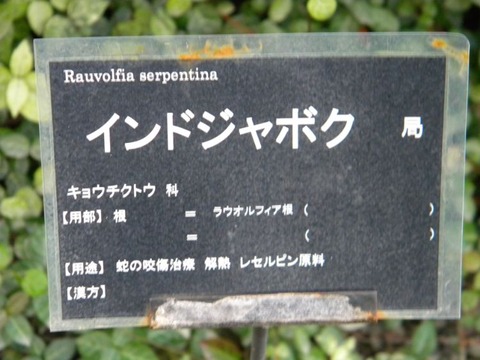 Rauvolfia serpentina
インドジャボク 局
キョウチクトウ 科
【用部】 根 = ラウオルフィア根 ( )
= ( )
【用途】 蛇の咬傷治療 解熱 レセルピン原料
【漢方】